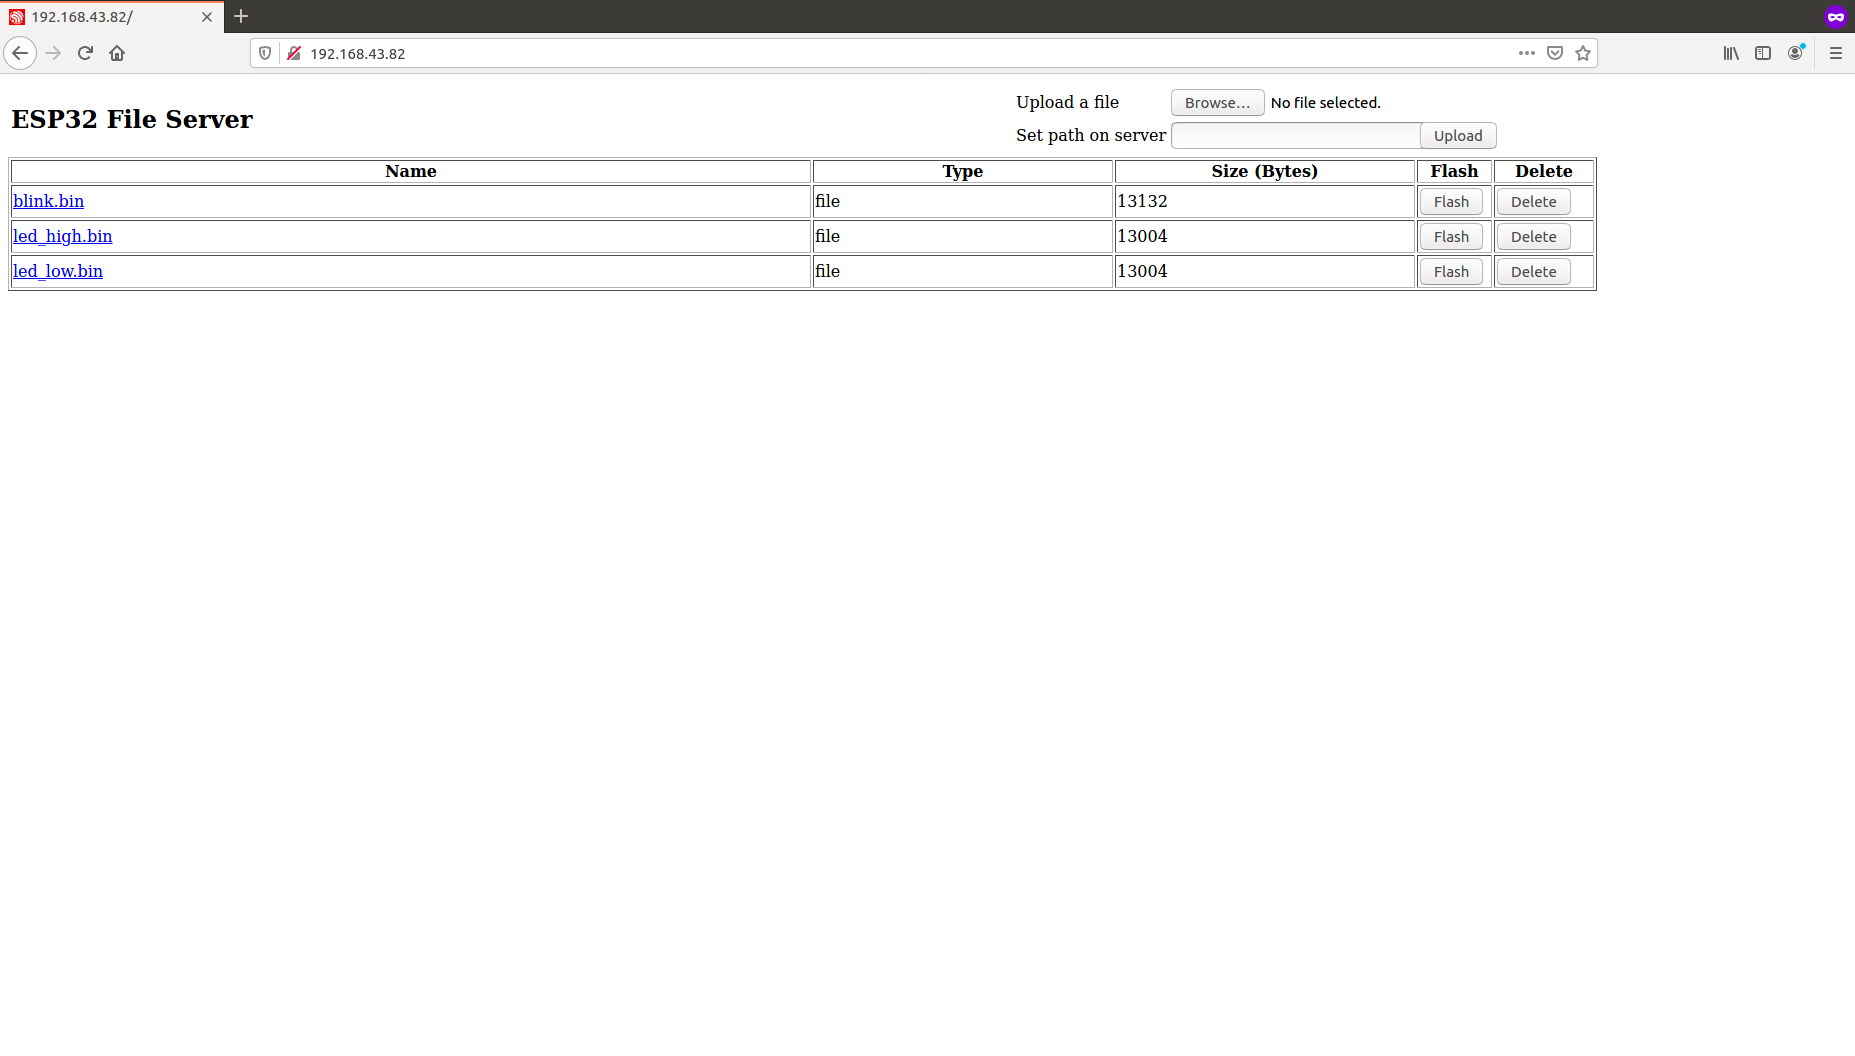 192.168.43.82/
192.168.43.82
ESP32 File Server
Upload a file Browse... No file selected.
Set path on server Upload
Name Type Size (Bytes) Flash Delete
blink.bin file 13132 Flash Delete
led_high.bin file 13004 Flash Delete
led_low.bin file 13004 Flash Delete